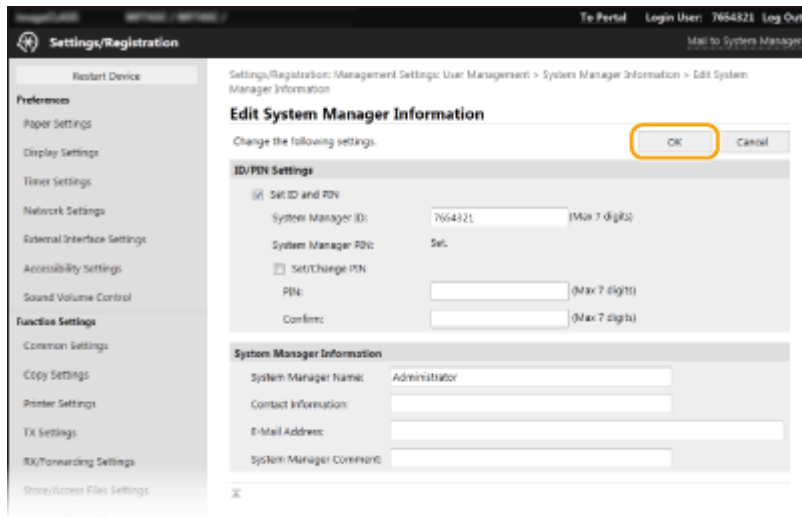 To Portal Login User: 7654321 Log Out
Settings/Registration
Mail to System Manager
Restart Device
Preferences
Paper Settings
Display Settings
Timer Settings
Network Settings
External Interface Settings
Accessibility Settings
Sound Volume Control
Function Settings
Common Settings
Copy Settings
Printer Settings
TX Settings
RX/Forwarding Settings
Store/Access Files Settings
Settings/Registration: Management Settings: User Management > System Manager Information > Edit System
Manager Information
Edit System Manager Information
Change the following settings.
OK Cancel
ID/PIN Settings
Set ID and PIN
System Manager ID: 7654321 (Max 7 digits)
System Manager PIN: Set.
Set/Change PIN
PIN: (Max 7 digits)
Confirm: (Max 7 digits)
System Manager Information
System Manager Name: Administrator
Contact Information:
E-Mail Address:
System Manager Comment: